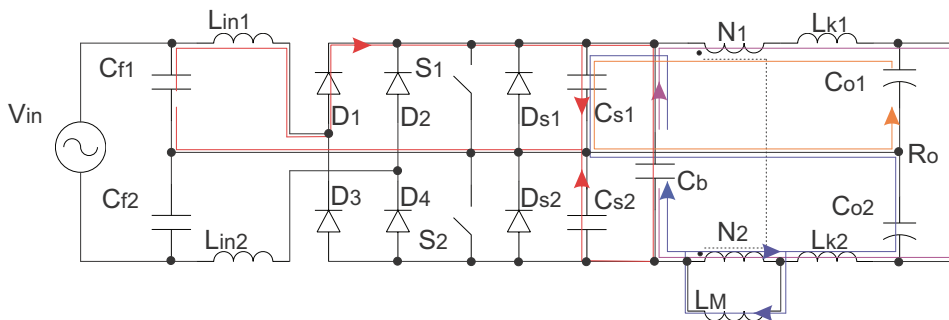 Lin1
N1
Lk1
Cf1
S1
Co1
Vin
D1
D2
Ds1
Cs1
Ro
Cb
Cf2
D3
D4
Ds2
Cs2
Co2
S2
N2
Lin2
Lk2
LM